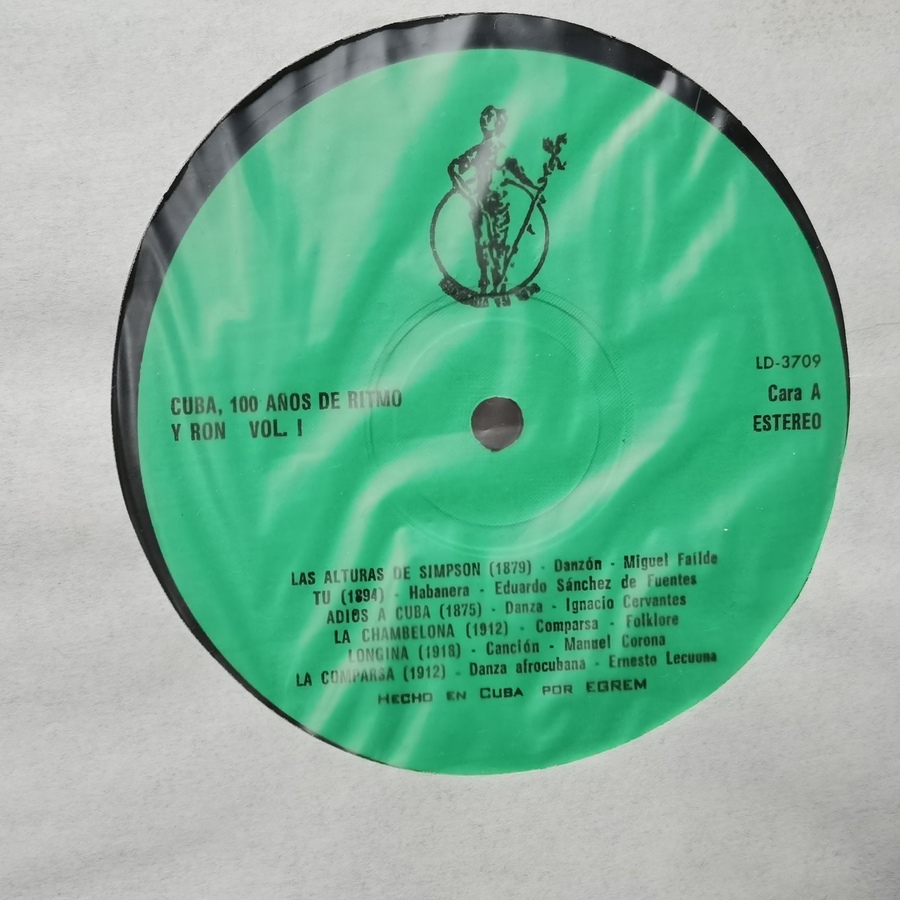 CUBA, 100 AÑOS DE RITMO
Y RON VOL. I
LD-3709
Cara A
ESTEREO
LAS ALTURAS DE SIMPSON (1879) - Danzón - Miguel Failde
TU (1894) - Habanera - Eduardo Sánchez de Fuentes
ADIOS A CUBA (1875) - Danza - Ignacio Cervantes
LA CHAMBELONA (1912) - Comparsa - Folklore
LONGINA (1918) - Canción - Manuel Corona
LA COMPARSA (1912) - Danza afrocubana - Ernesto Lecuona
HECHO EN CUBA POR EGREM